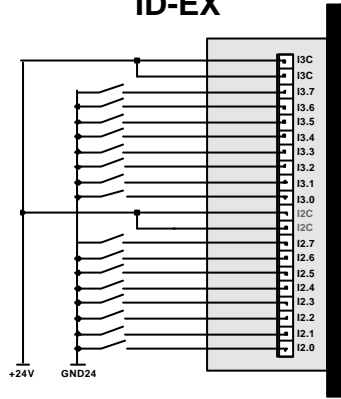 ID-EX
I3C
I3C
I3.7
I3.6
I3.5
I3.4
I3.3
I3.2
I3.1
I3.0
I2C
I2C
I2.7
I2.6
I2.5
I2.4
I2.3
I2.2
I2.1
I2.0
+24V GND24